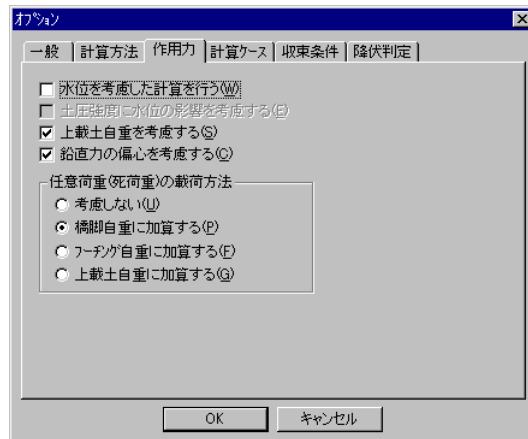 オプション
一般 計算方法 作用力 計算ケース 収束条件 降伏判定
水位を考慮した計算を行う(W)
土圧強度に水位の影響を考慮する(E)
上載土自重を考慮する(S)
鉛直力の偏心を考慮する(C)
任意荷重(死荷重)の載荷方法
考慮しない(U)
橋脚自重に加算する(P)
フーチング自重に加算する(F)
上載土自重に加算する(G)
OK キャンセル